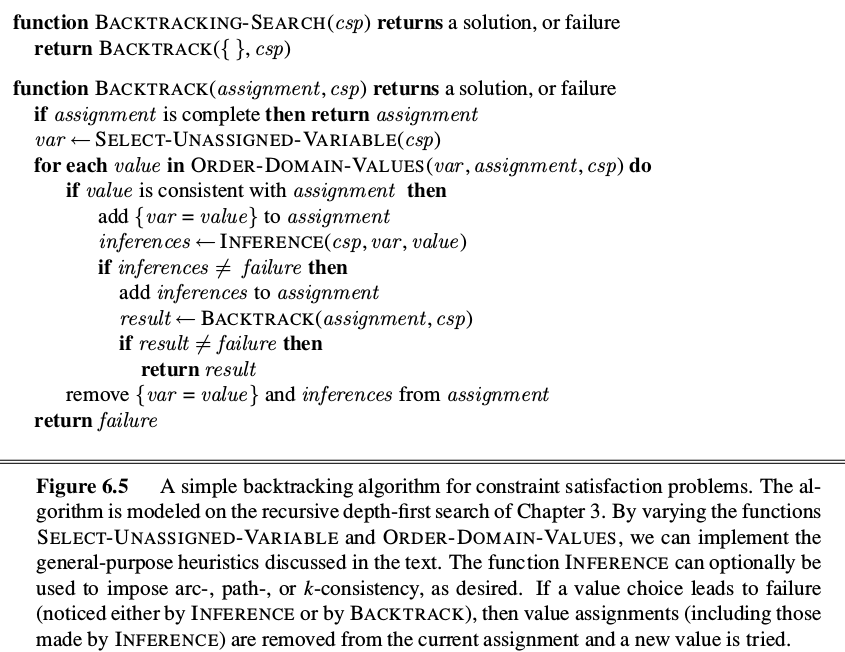 function BACKTRACKING-SEARCH(csp) returns a solution, or failure
return BACKTRACK({ }, csp)
function BACKTRACK(assignment, csp) returns a solution, or failure
if assignment is complete then return assignment
var ← SELECT-UNASSIGNED-VARIABLE(csp)
for each value in ORDER-DOMAIN-VALUES(var, assignment, csp) do
if value is consistent with assignment then
add {var = value} to assignment
inferences ← INFERENCE(csp, var, value)
if inferences ≠ failure then
add inferences to assignment
result ← BACKTRACK(assignment, csp)
if result ≠ failure then
return result
remove {var = value} and inferences from assignment
return failure
Figure 6.5 A simple backtracking algorithm for constraint satisfaction problems. The al-
gorithm is modeled on the recursive depth-first search of Chapter 3. By varying the functions
SELECT-UNASSIGNED-VARIABLE and ORDER-DOMAIN-VALUES, we can implement the
general-purpose heuristics discussed in the text. The function INFERENCE can optionally be
used to impose arc-, path-, or k-consistency, as desired. If a value choice leads to failure
(noticed either by INFERENCE or by BACKTRACK), then value assignments (including those
made by INFERENCE) are removed from the current assignment and a new value is tried.